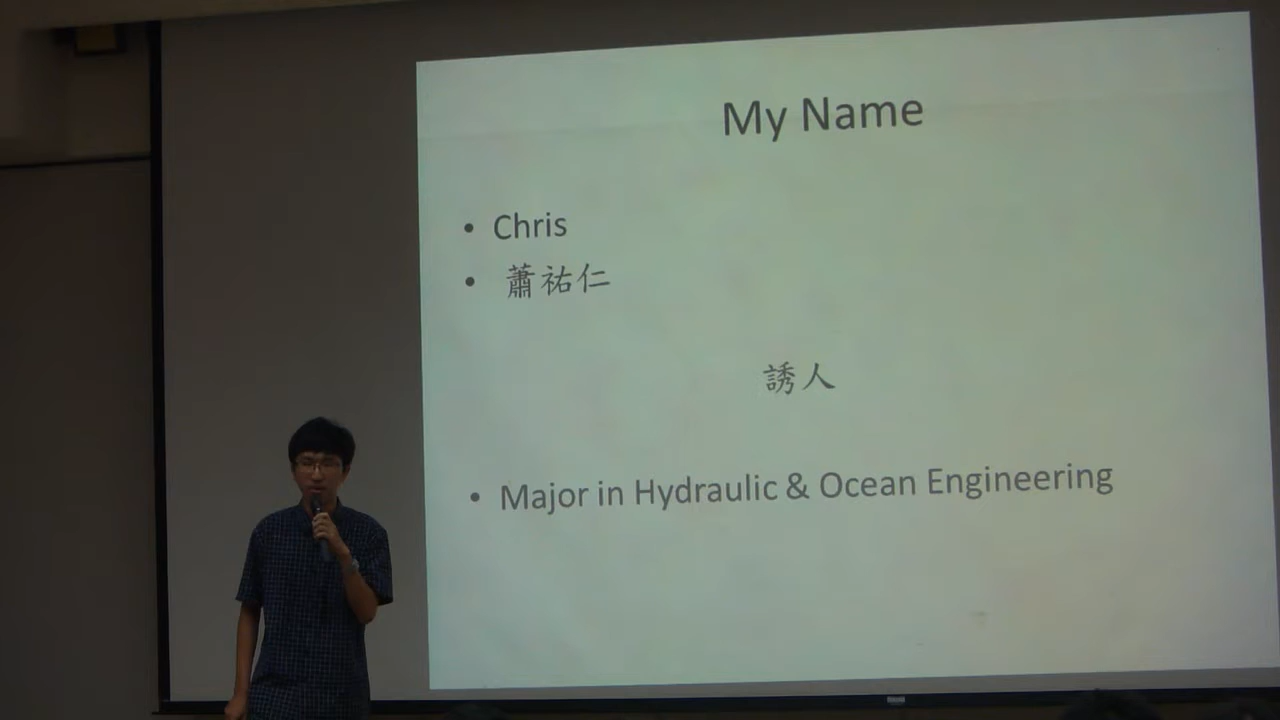 My Name
• Chris
• 蕭祐仁
誘人
• Major in Hydraulic & Ocean Engineering